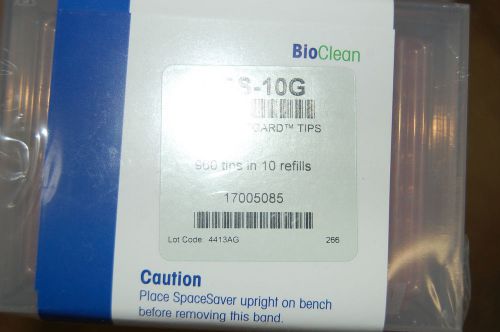 BioClean
S-10G
GARD™ TIPS
960 tips in 10 refills
17005085
Lot Code: 4413AG 266
Caution
Place SpaceSaver upright on bench
before removing this band.